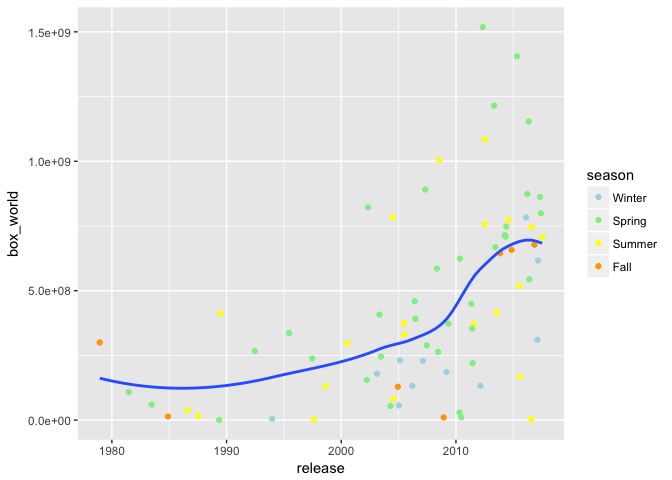 1.5e+09
1.0e+09
5.0e+08
0.0e+00
box_world
1980 1990 2000 2010
release
season
Winter
Spring
Summer
Fall